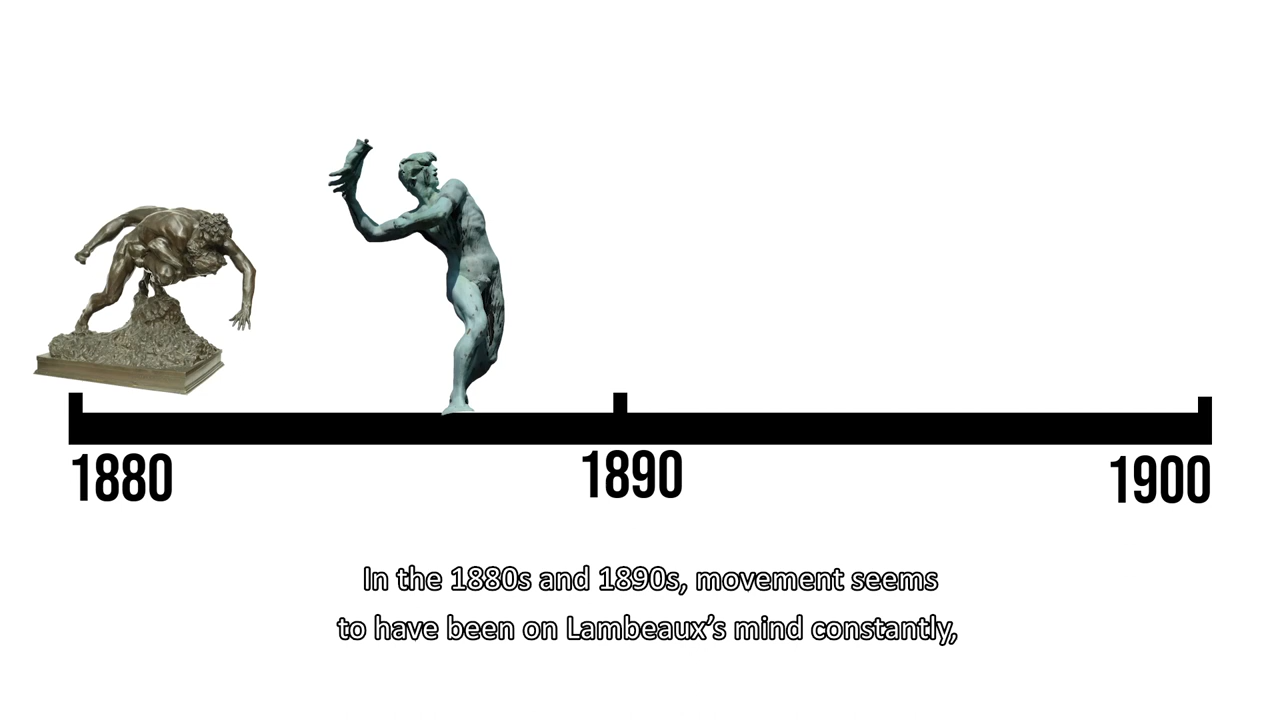 1880
1890
1900
In the 1880s and 1890s, movement seems
to have been on Lambeaux’s mind constantly,